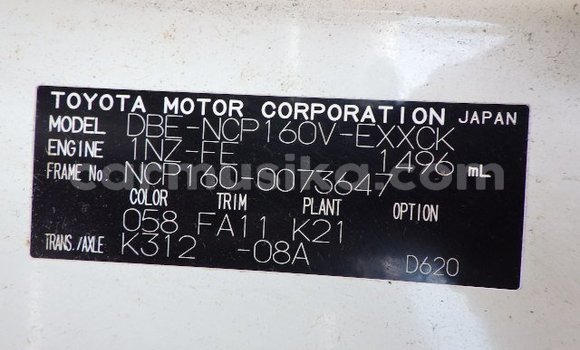 TOYOTA MOTOR CORPORATION JAPAN
MODEL DBE-NCP160V-EXXCK
ENGINE 1NZ-FE 1496 mL
FRAME No. NCP160-0073647
carmusika.com
COLOR TRIM PLANT OPTION
058 FA11 K21
TRANS./AXLE K312 -08A
D620